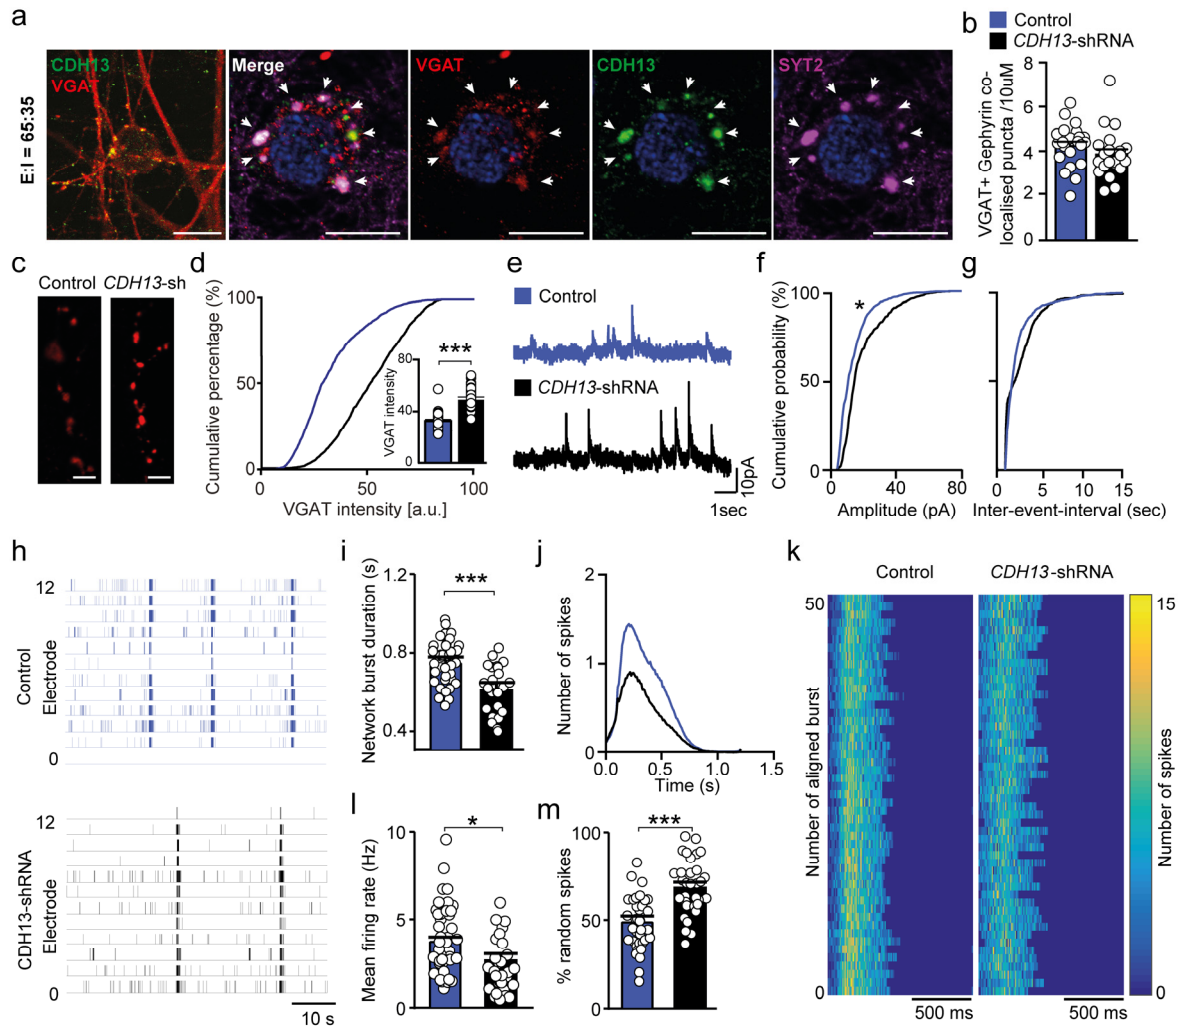 a
E:I = 65:35
CDH13
VGAT
Merge
VGAT
CDH13
SYT2
b
Control
CDH13-shRNA
VGAT+ Gephyrin co-
localised puncta /10uM
8
6
4
2
0
c
Control CDH13-sh
d
Cumulative percentage (%)
100
50
0
0 50 100
VGAT intensity [a.u.]
VGAT intensity
80
40
0
***
e
Control
CDH13-shRNA
10pA
1sec
f
Cumulative probability (%)
100
50
0
*
0 40 80
Amplitude (pA)
g
0 5 10 15
Inter-event-interval (sec)
h
Control
Electrode
12
0
CDH13-shRNA
Electrode
12
0
10 s
i
Network burst duration (s)
1.2
0.8
0.4
***
j
Number of spikes
2
1
0
0.0 0.5 1.0 1.5
Time (s)
k
Control CDH13-shRNA
Number of aligned burst
50
0
500 ms 500 ms
15
0
Number of spikes
l
Mean firing rate (Hz)
10
5
0
*
m
% random spikes
100
50
0
***